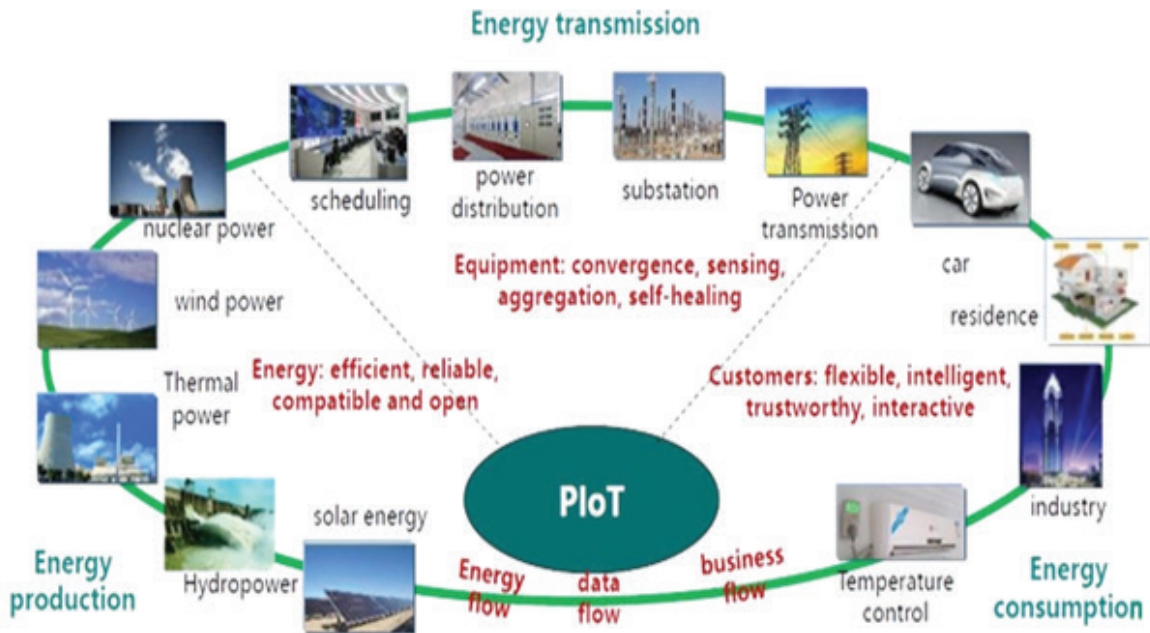 Energy transmission
scheduling
power
distribution
substation
Power
transmission
nuclear power
car
wind power
Equipment: convergence, sensing,
aggregation, self-healing
residence
Thermal
power
Energy: efficient, reliable,
compatible and open
Customers: flexible, intelligent,
trustworthy, interactive
PIoT
solar energy
industry
Energy
production
Hydropower
Energy
flow
data
flow
business
flow
Temperature
control
Energy
consumption